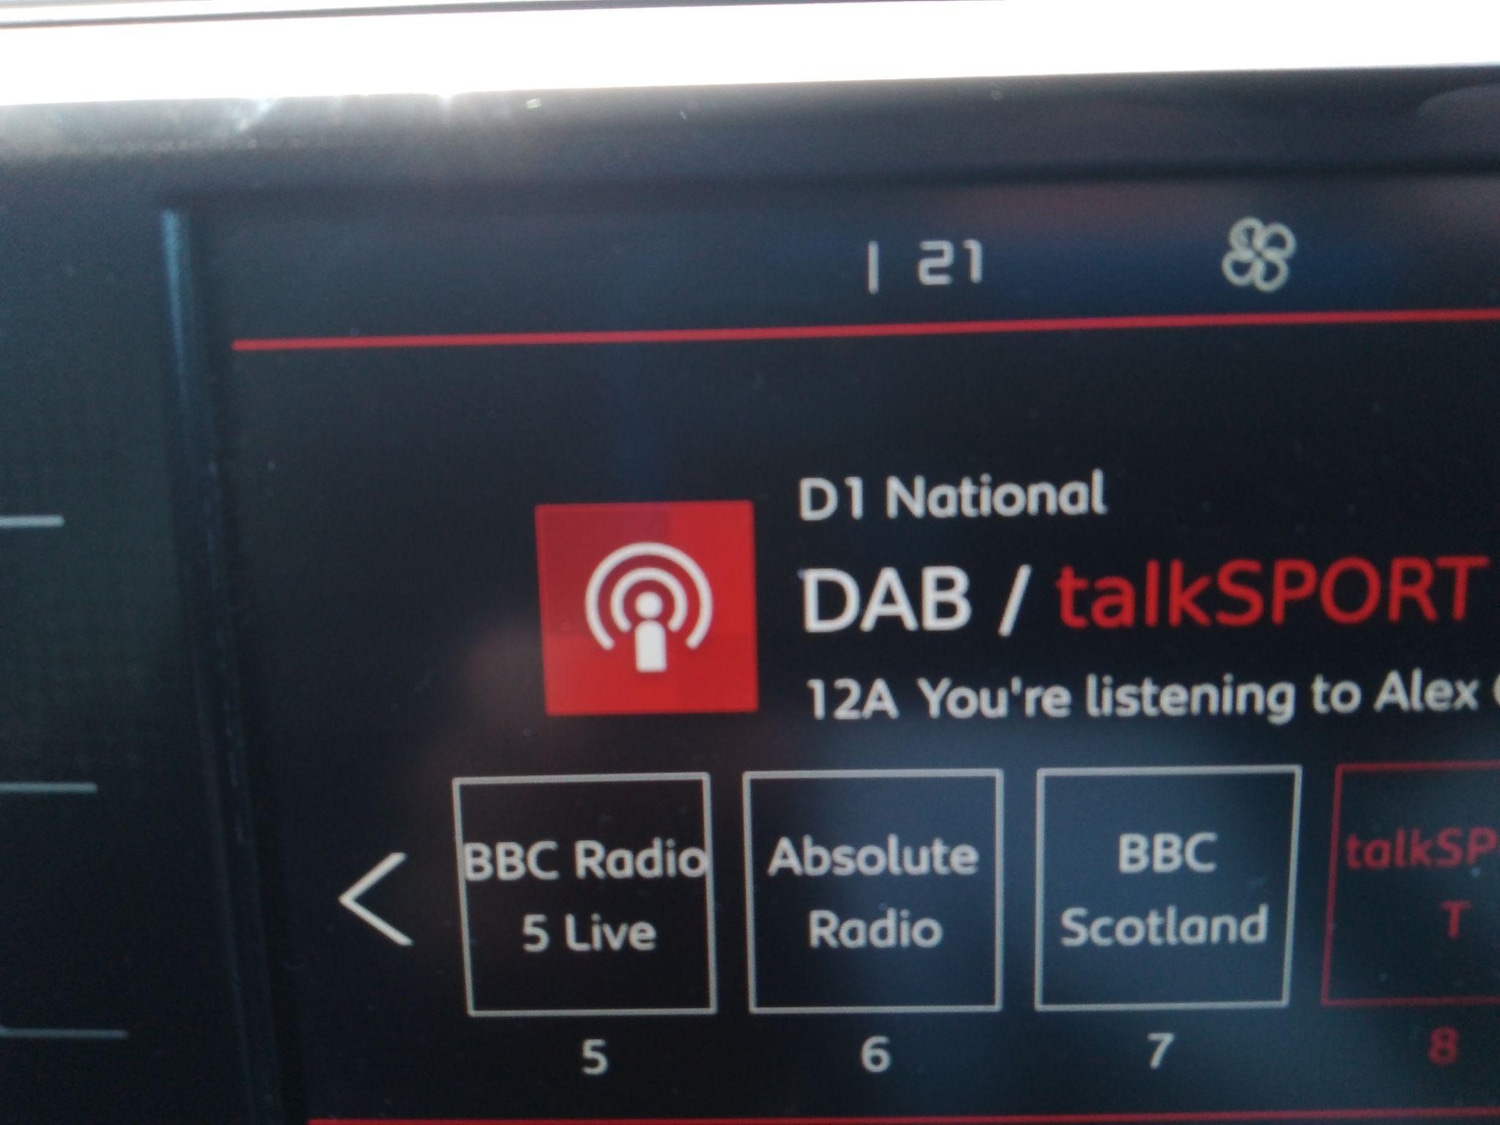 | 21
D1 National
DAB / talkSPORT
12A You're listening to Alex
BBC Radio
5 Live
Absolute
Radio
BBC
Scotland
talkSP
T
5
6
7
8